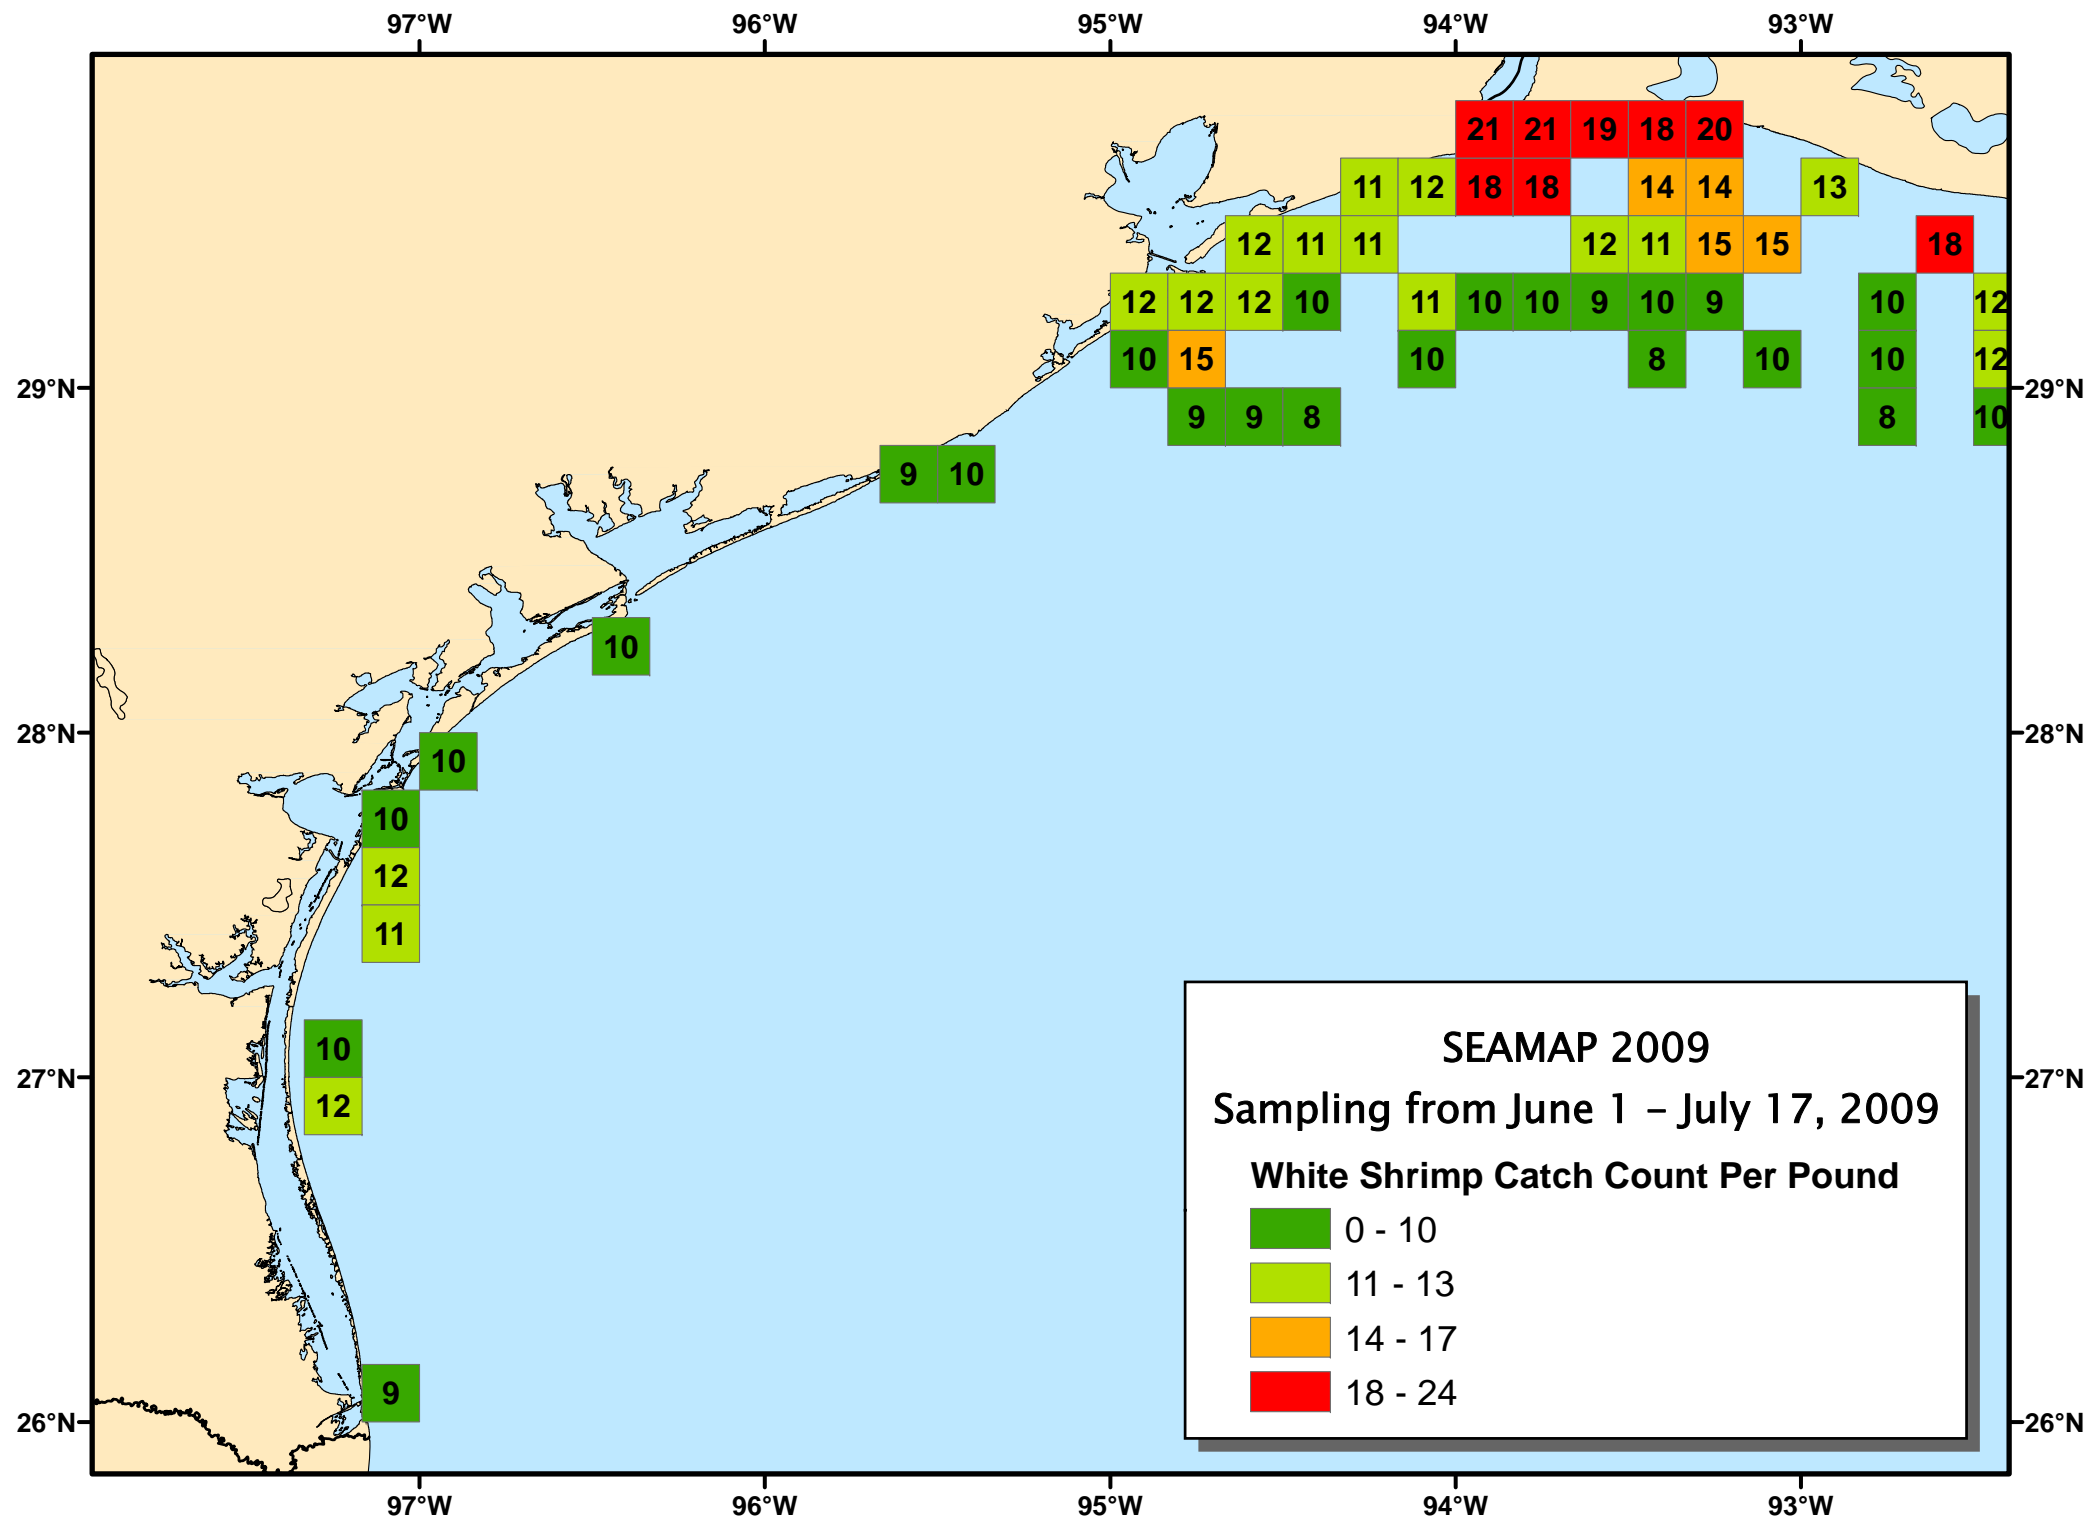 97°W 96°W 95°W 94°W 93°W
21 21 19 18 20
11 12 18 18 14 14 13
12 11 11 12 11 15 15 18
12 12 12 10 11 10 10 9 10 9 10 12
10 15 10 8 10 10 12
29°N 29°N
9 9 8 8 10
9 10
10
28°N 28°N
10
10
12
11
10
27°N 27°N
12
9
26°N 26°N
SEAMAP 2009
Sampling from June 1 - July 17, 2009
White Shrimp Catch Count Per Pound
0 - 10
11 - 13
14 - 17
18 - 24
97°W 96°W 95°W 94°W 93°W